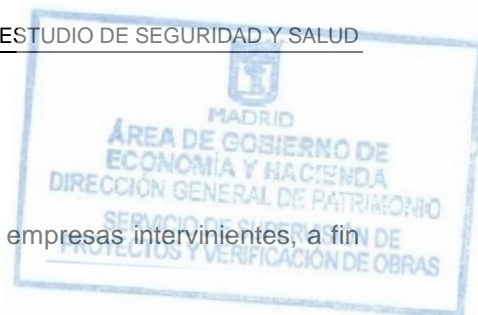 ESTUDIO DE SEGURIDAD Y SALUD
MADRID
ÁREA DE GOBIERNO DE
ECONOMÍA Y HACIENDA
DIRECCIÓN GENERAL DE PATRIMONIO
SERVICIO DE SUPERVISIÓN DE
PROYECTOS Y VERIFICACIÓN DE OBRAS
empresas intervinientes, a fin